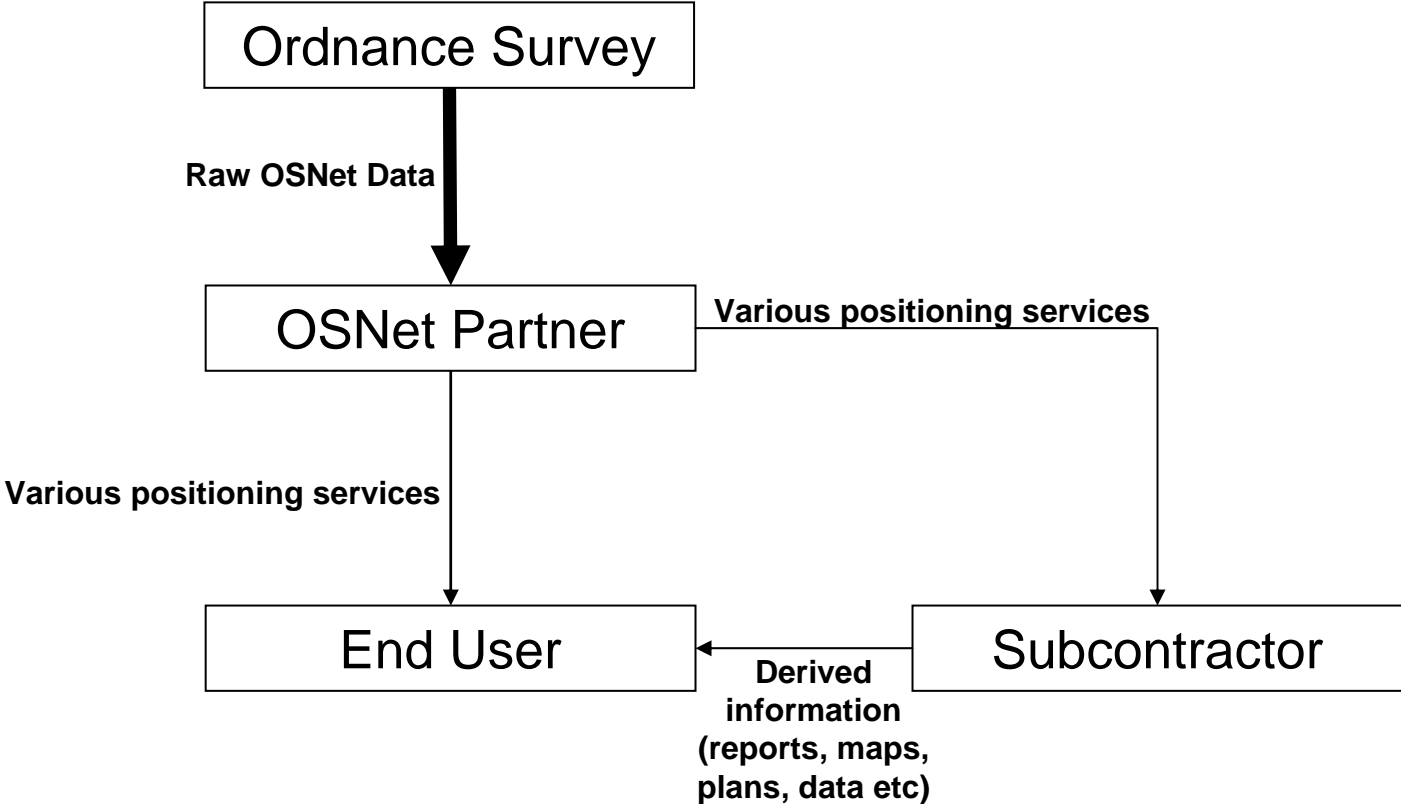 Ordnance Survey
Raw OSNet Data
OSNet Partner
Various positioning services
Various positioning services
End User
Subcontractor
Derived
information
(reports, maps,
plans, data etc)